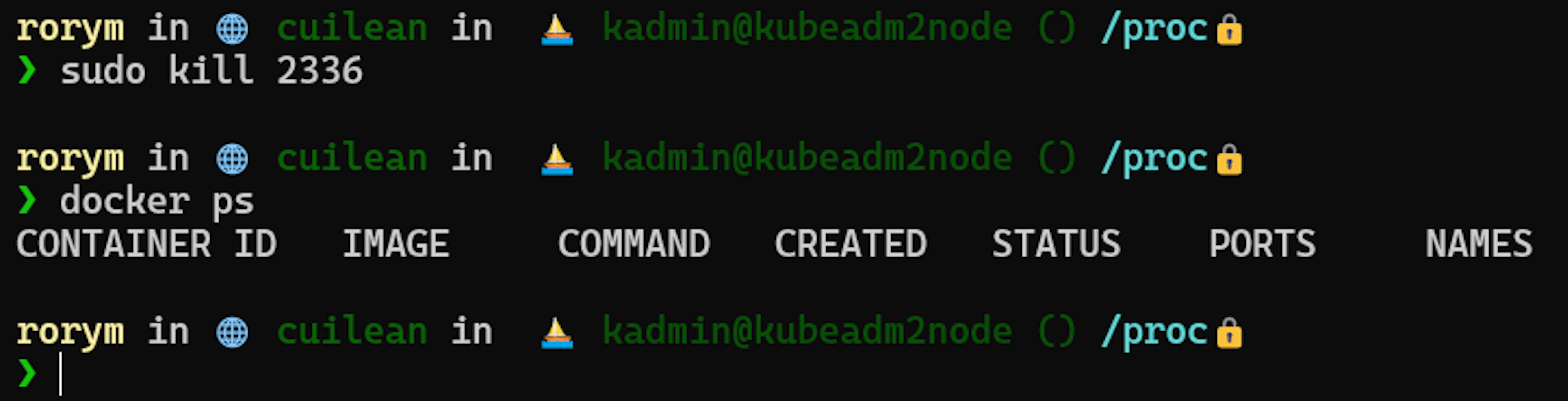 rorym in 🌐 cuilean in ⛵ kadmin@kubeadm2node () /proc🔒
❯ sudo kill 2336
rorym in 🌐 cuilean in ⛵ kadmin@kubeadm2node () /proc🔒
❯ docker ps
CONTAINER ID   IMAGE     COMMAND   CREATED   STATUS    PORTS     NAMES
rorym in 🌐 cuilean in ⛵ kadmin@kubeadm2node () /proc🔒
❯